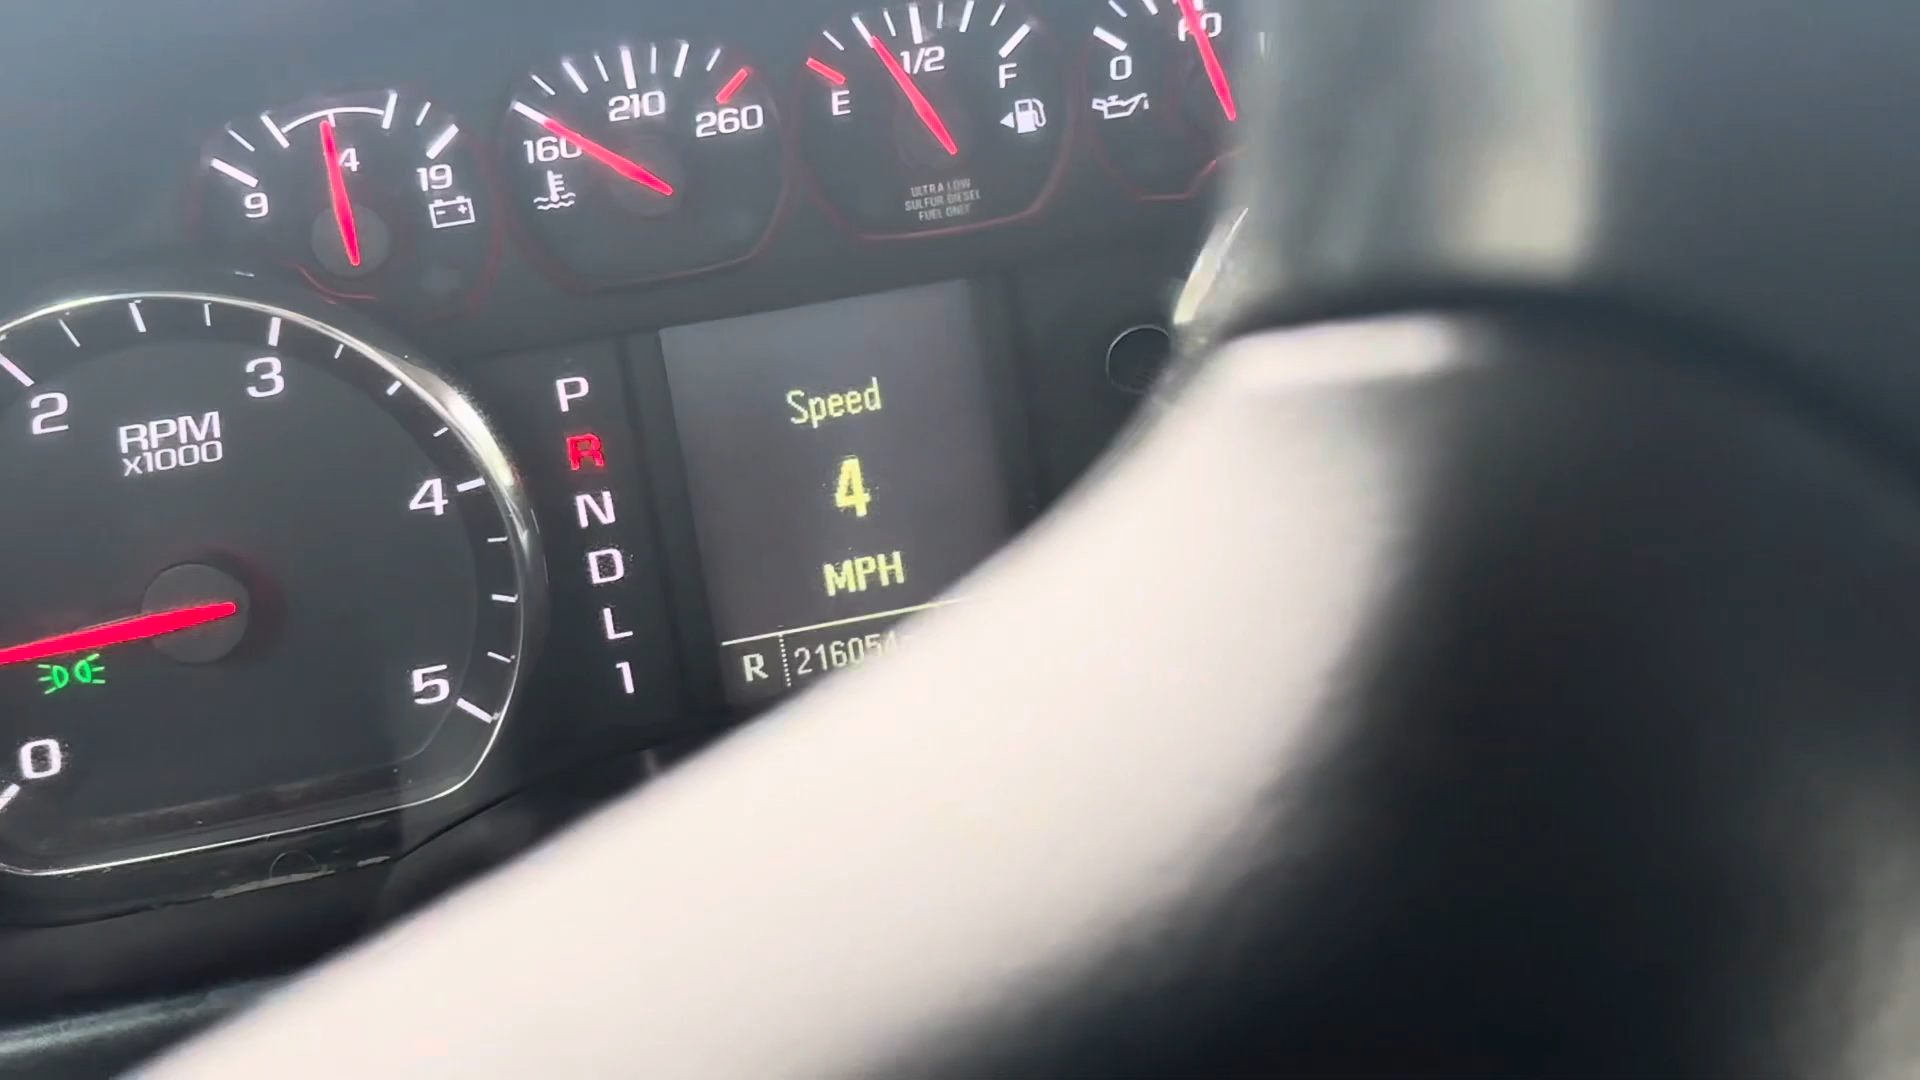 9
4
19
160
210
260
E
1/2
F
ULTRA LOW
SULFUR DIESEL
FUEL ONLY
0
2
3
4
5
0
RPM
x1000
P
R
N
D
L
1
Speed
4
MPH
R
216054